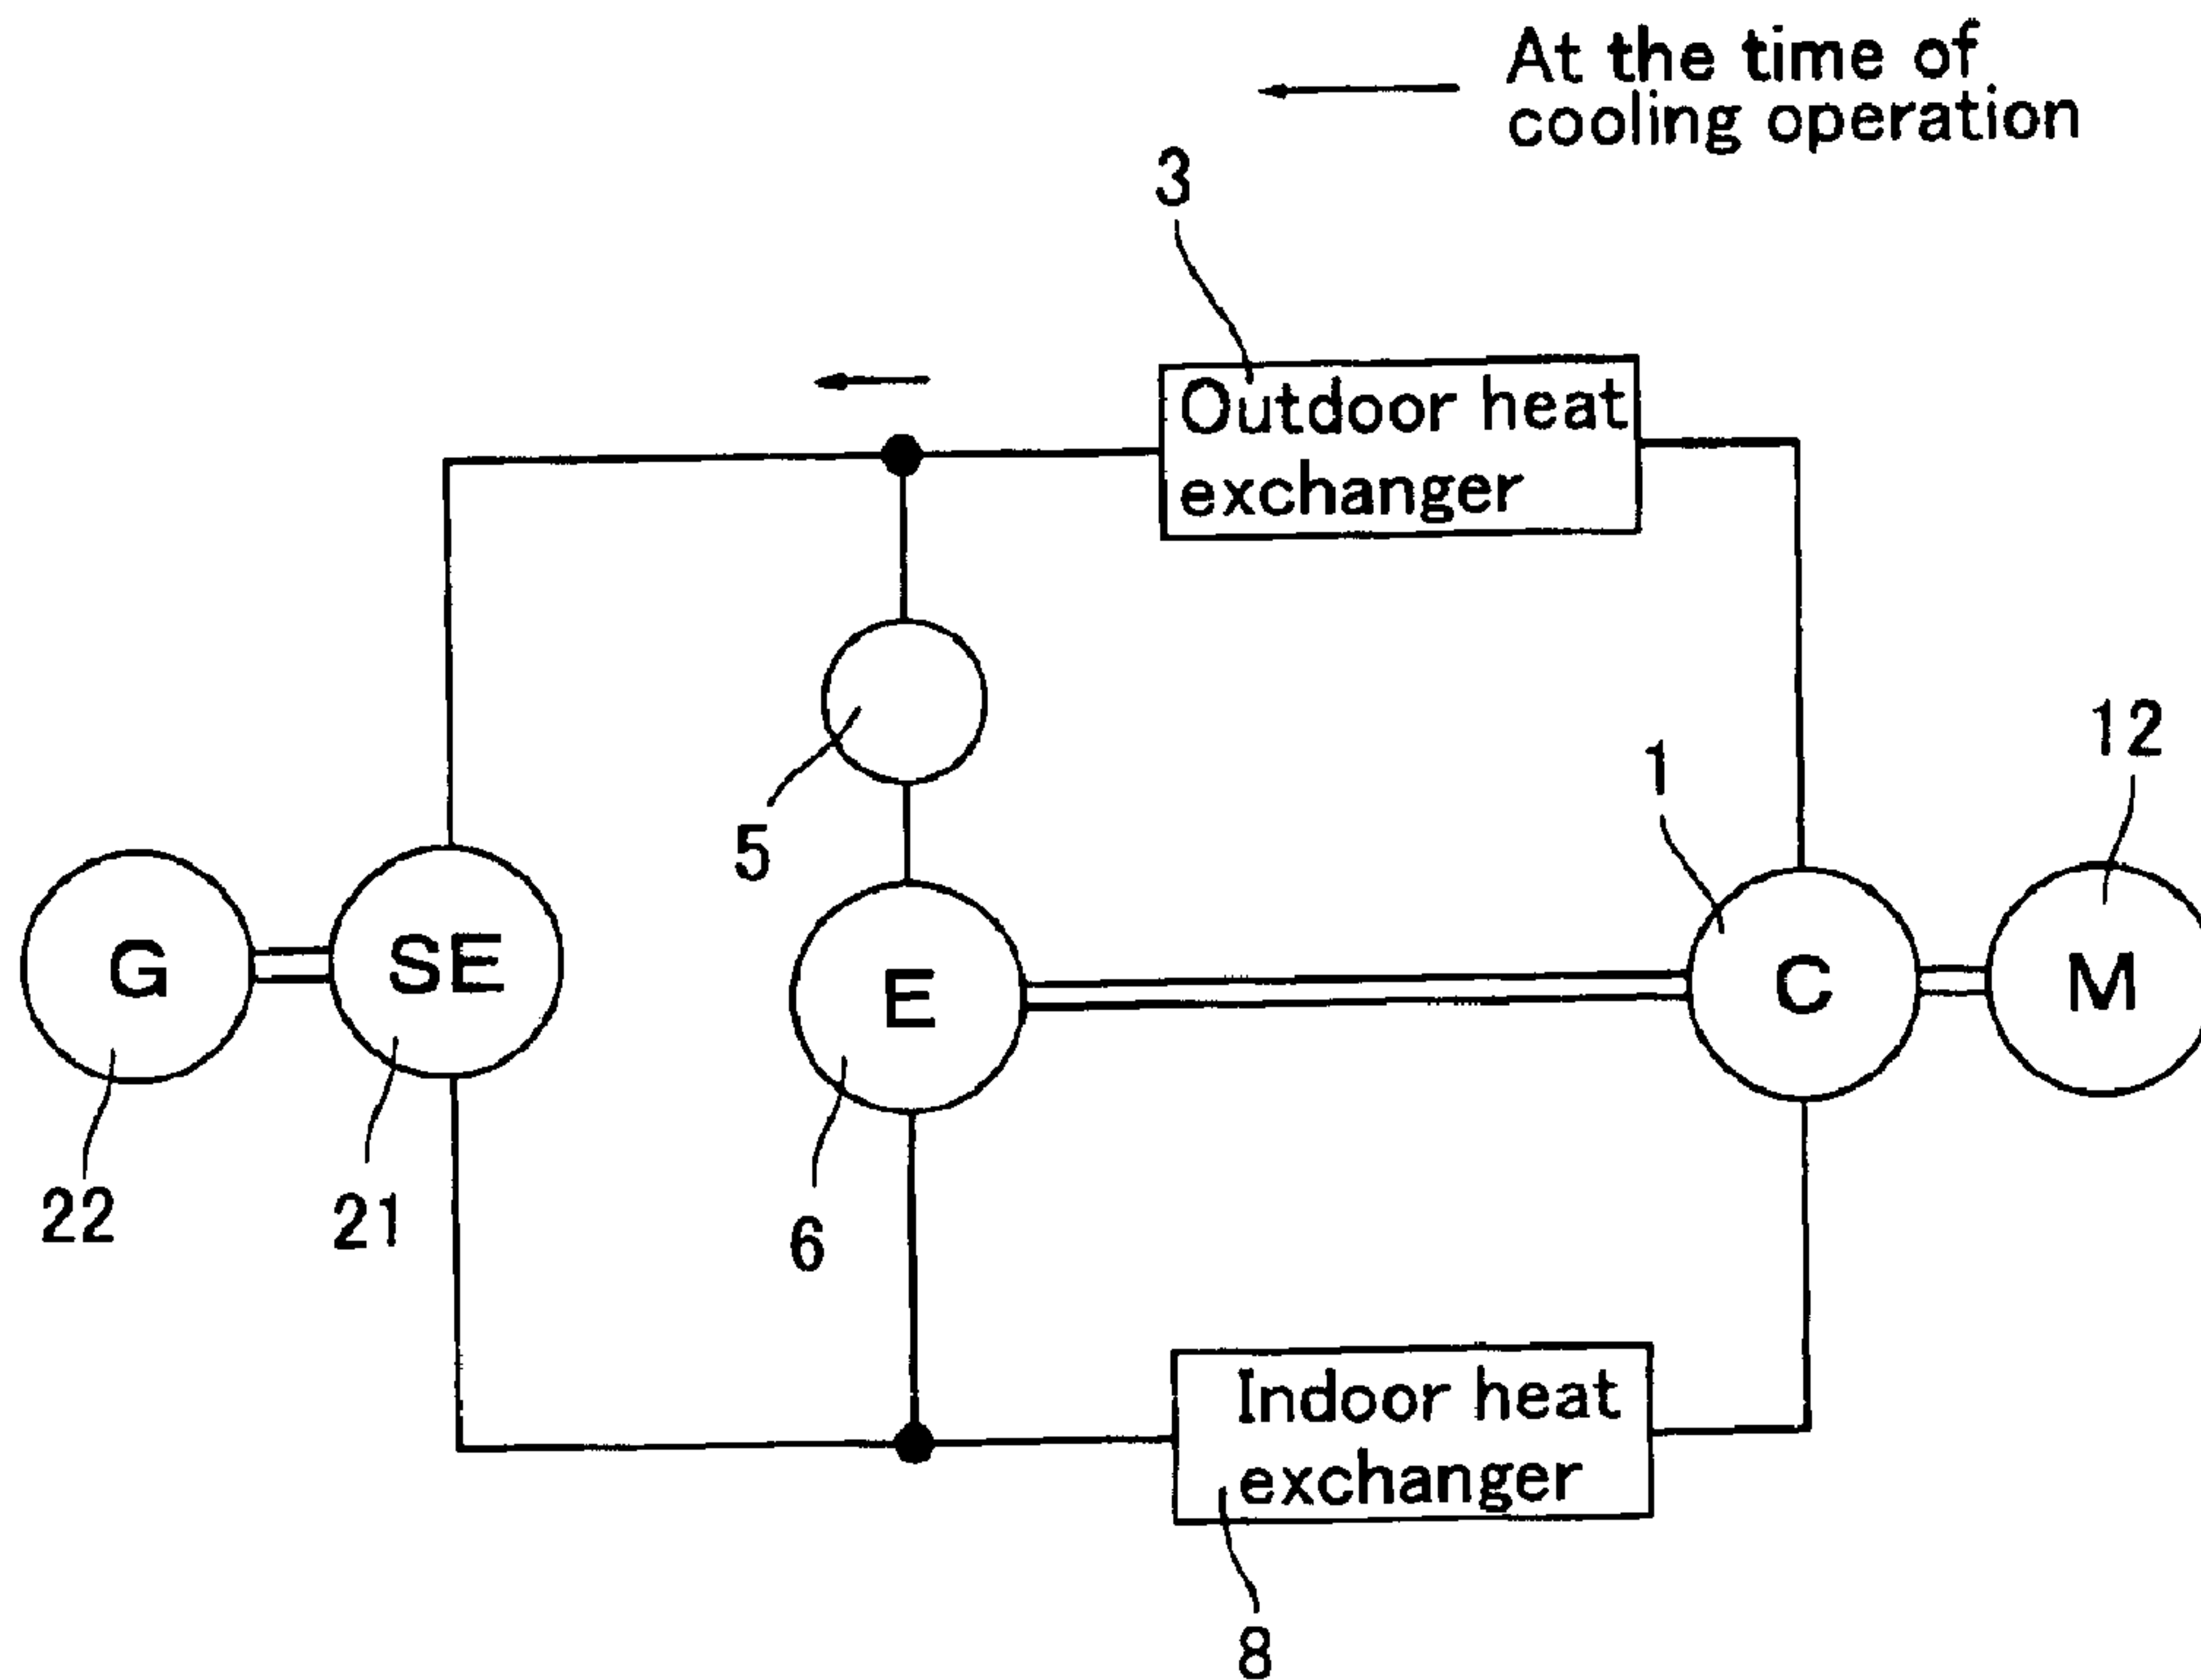 At the time of
cooling operation
3
Outdoor heat
exchanger
12
1
5
G
SE
E
C
M
22
21
6
Indoor heat
exchanger
8